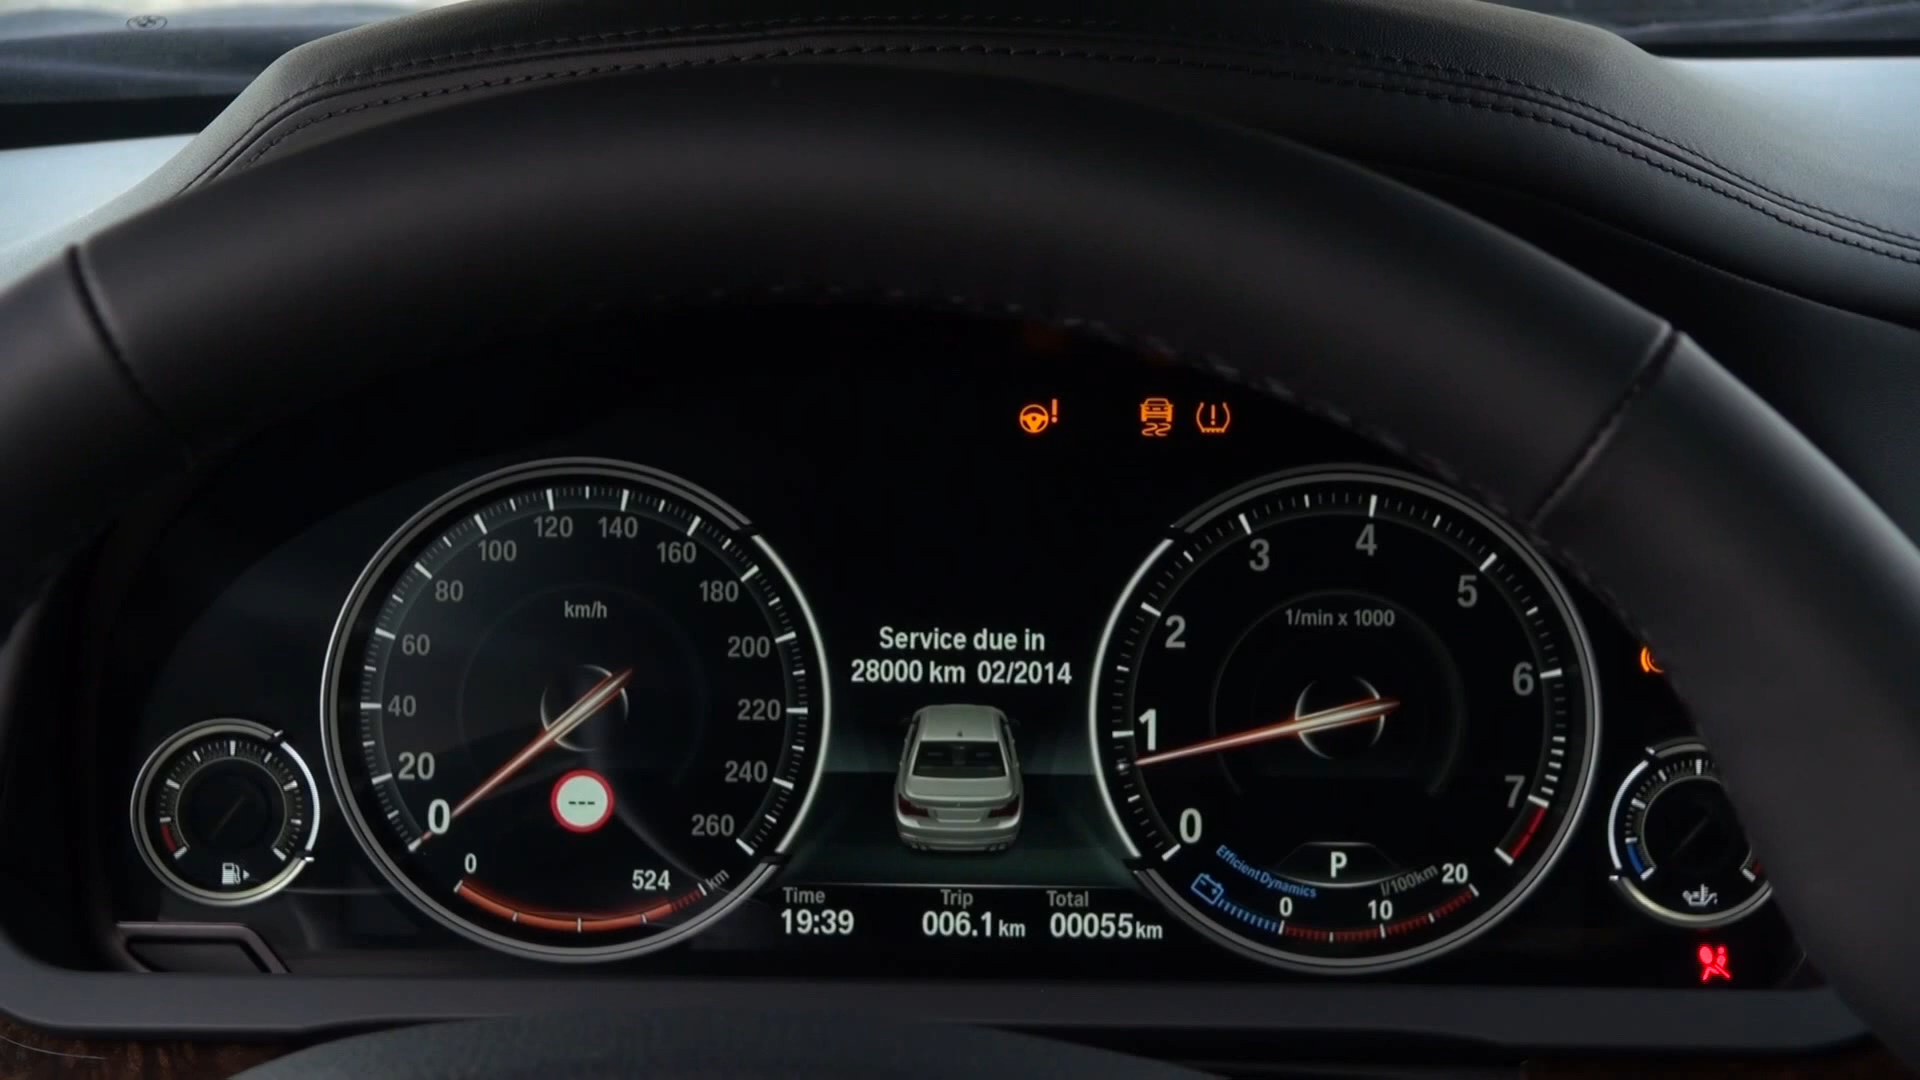 120 140
100 160
80 180
60 200
40 220
20 240
0 260
km/h
0 524 km
---
Service due in
28000 km 02/2014
Time
19:39
Trip
006.1 km
Total
00055 km
4
3 5
2 6
1 7
0
1/min x 1000
P
EfficientDynamics
l/100km
0 10 20